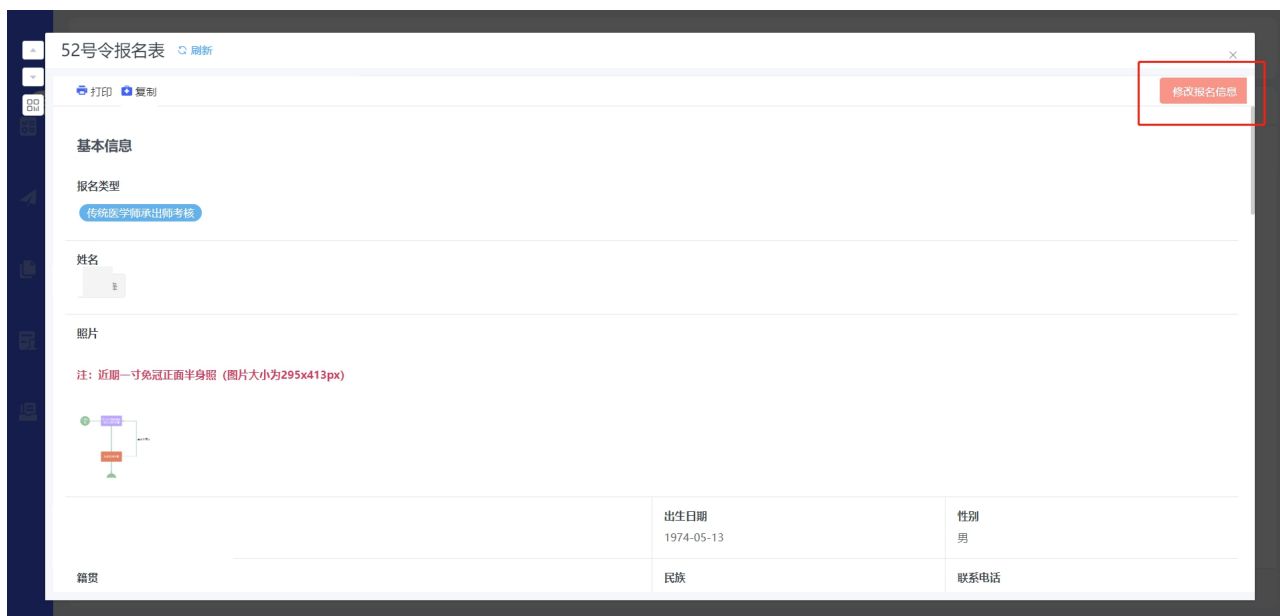 52号令报名表 刷新
打印 复制 修改报名信息
基本信息
报名类型
传统医学师承出师考核
姓名
照片
注：近期一寸免冠正面半身照（图片大小为295x413px）
出生日期 性别
1974-05-13 男
籍贯 民族 联系电话